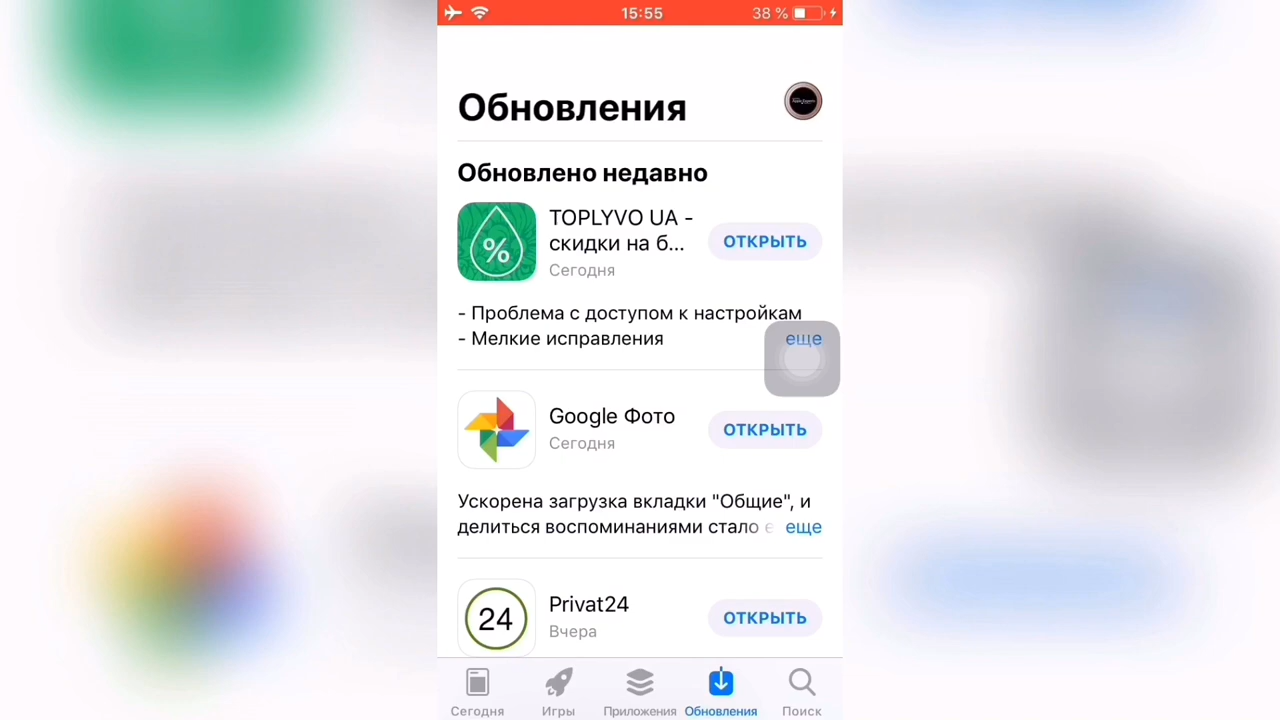 15:55
38 %
Обновления
Обновлено недавно
TOPLYVO UA -
скидки на б...
Сегодня
ОТКРЫТЬ
%
- Проблема с доступом к настройкам
- Мелкие исправления
еще
Google Фото
Сегодня
ОТКРЫТЬ
Ускорена загрузка вкладки "Общие", и
делиться воспоминаниями стало е
еще
24
Privat24
Вчера
ОТКРЫТЬ
Сегодня
Игры
Приложения
Обновления
Поиск